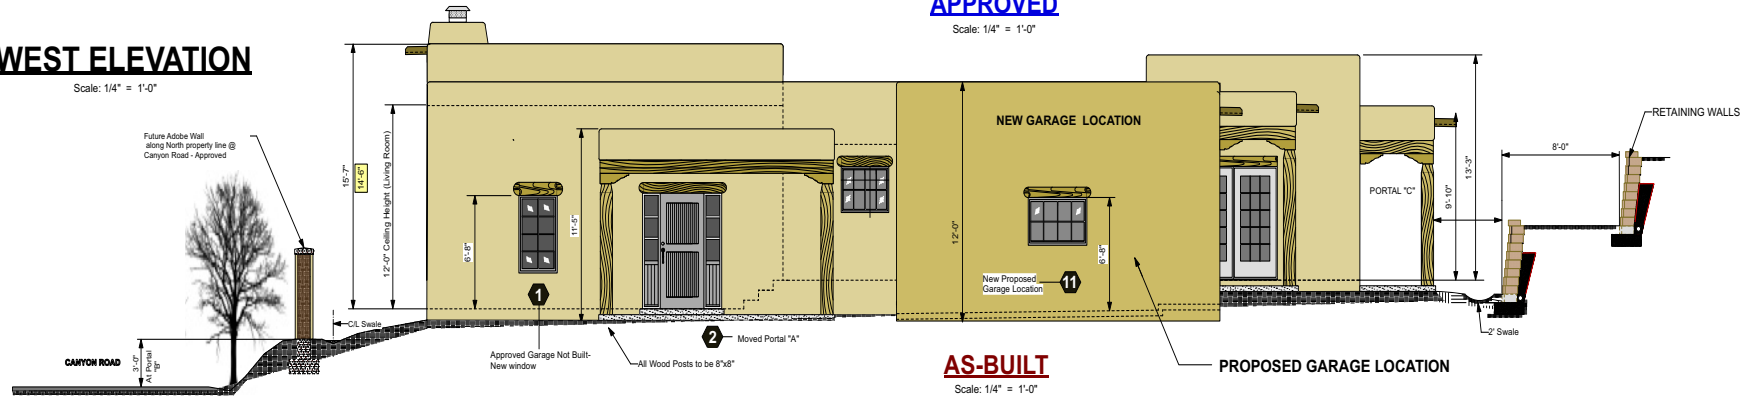 APPROVED
Scale: 1/4" = 1'-0"
WEST ELEVATION
Scale: 1/4" = 1'-0"
Future Adobe Wall
along North property line @
Canyon Road - Approved
15'-7"
14'-6"
12'-0" Ceiling Height (Living Room)
6'-8"
11'-5"
12'-0"
NEW GARAGE LOCATION
6'-8"
New Proposed
Garage Location
11
PORTAL "C"
9'-10"
13'-3"
8'-0"
RETAINING WALLS
2' Swale
C/L Swale
CANYON ROAD
3'-0"
At Portal
"B"
1
Approved Garage Not Built-
New window
2
Moved Portal "A"
All Wood Posts to be 8"x8"
AS-BUILT
Scale: 1/4" = 1'-0"
PROPOSED GARAGE LOCATION